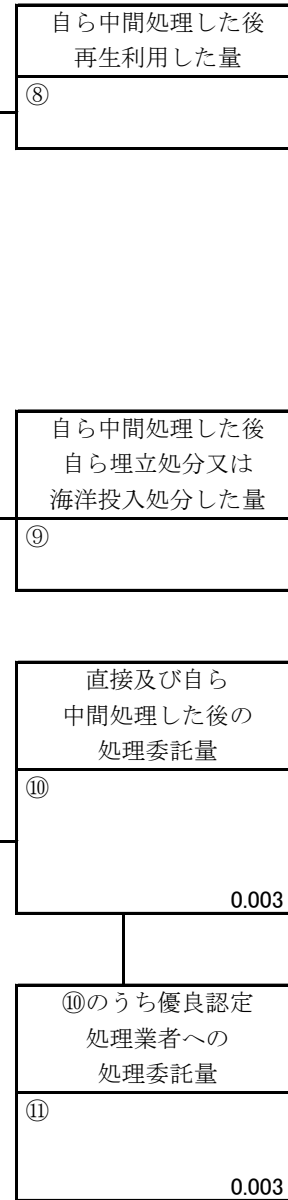 自ら中間処理した後
再生利用した量
⑧
自ら中間処理した後
自ら埋立処分又は
海洋投入処分した量
⑨
直接及び自ら
中間処理した後の
処理委託量
⑩
0.003
⑩のうち優良認定
処理業者への
処理委託量
⑪
0.003